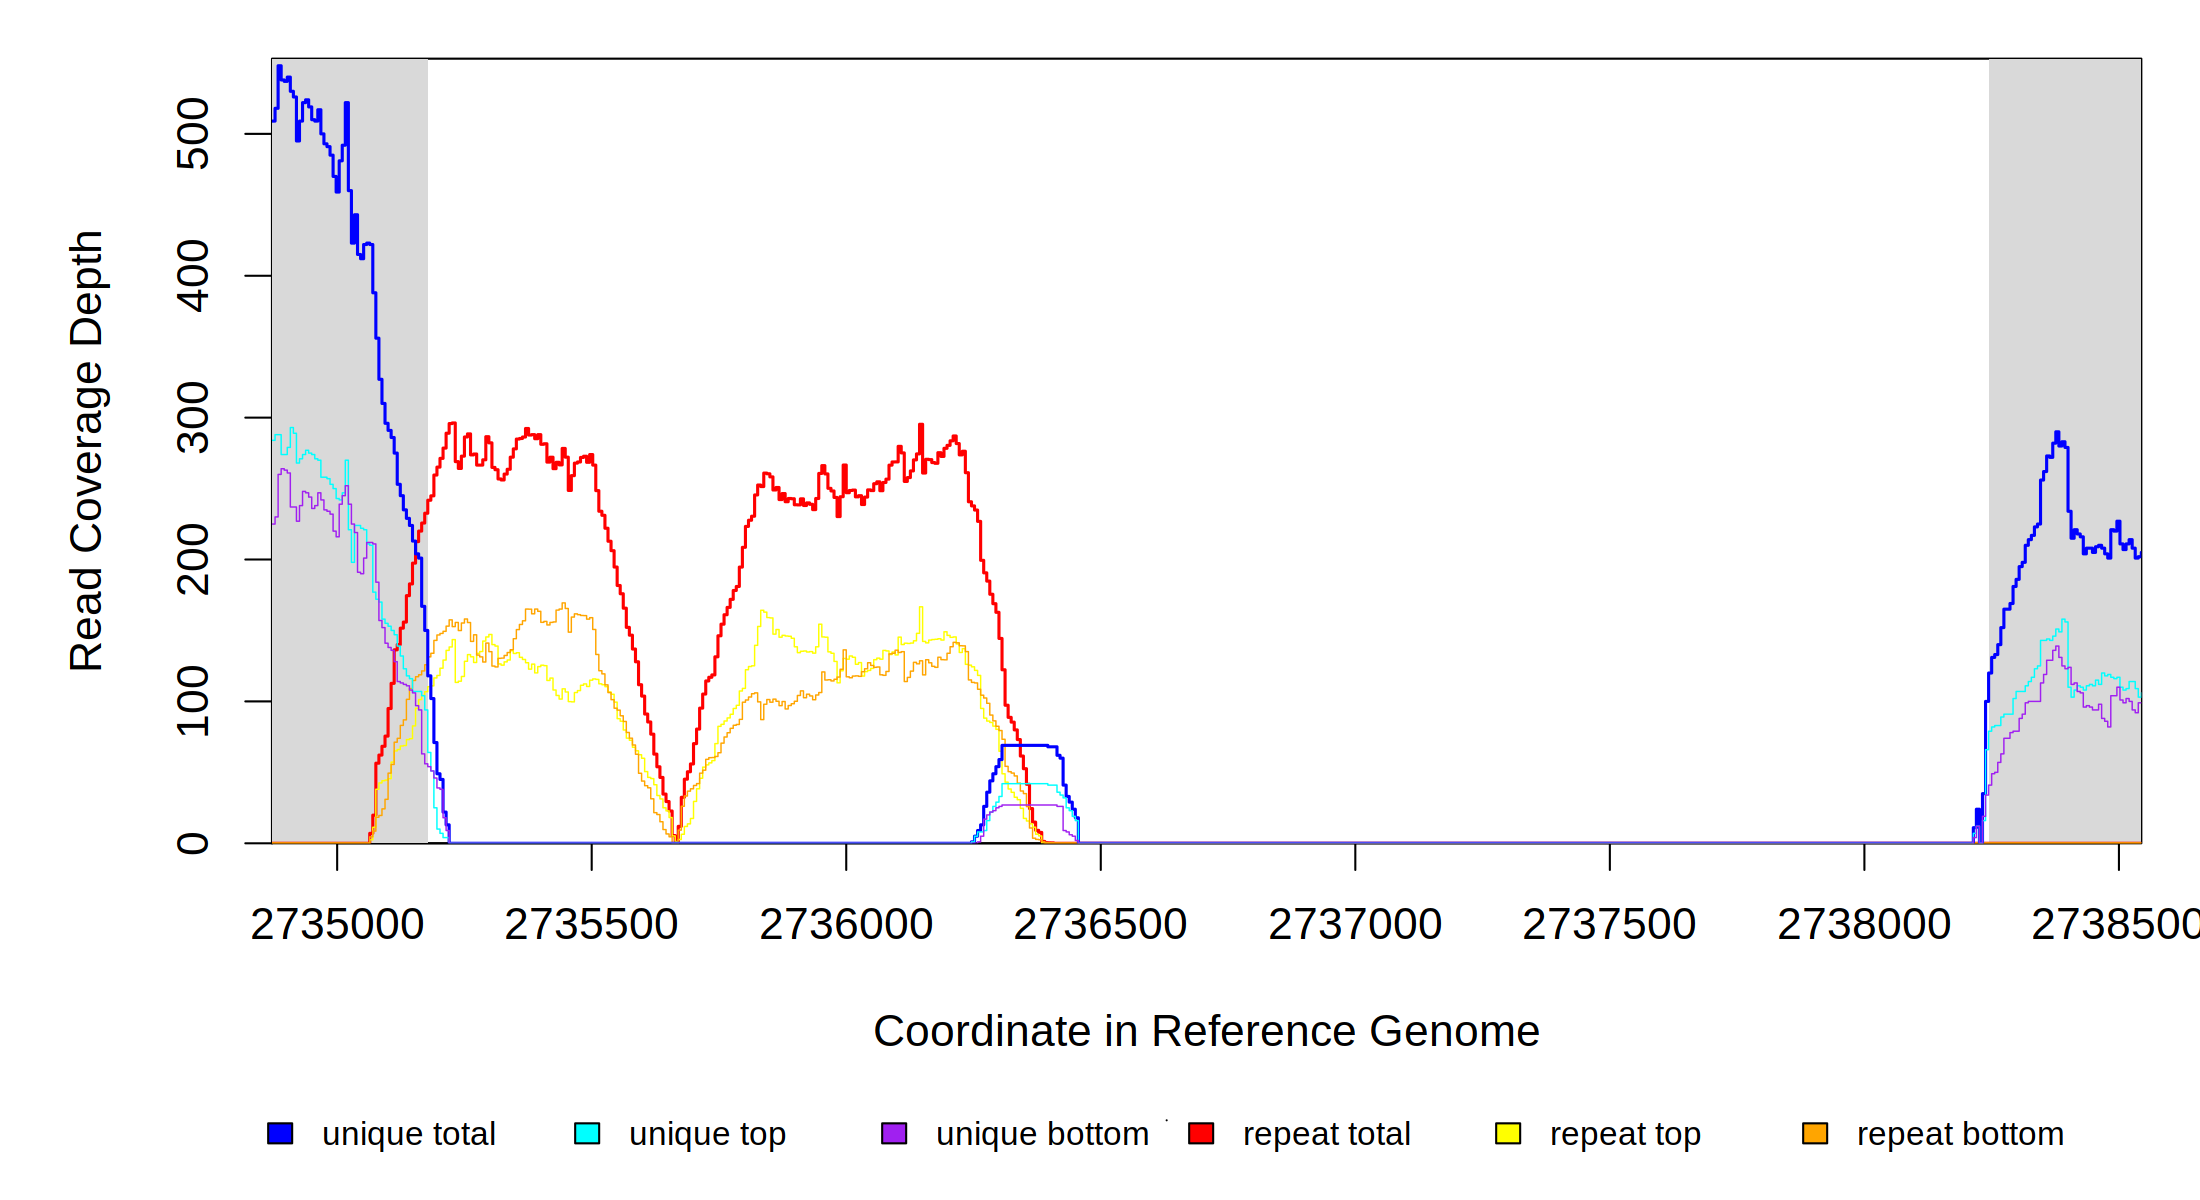 Read Coverage Depth
500
400
300
200
100
0
2735000 2735500 2736000 2736500 2737000 2737500 2738000 2738500
Coordinate in Reference Genome
unique total unique top unique bottom repeat total repeat top repeat bottom